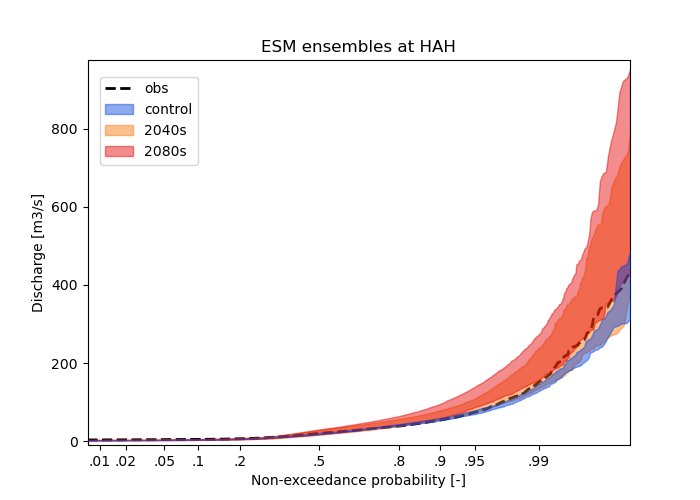 ESM ensembles at HAH
obs
control
2040s
2080s
Discharge [m3/s]
800
600
400
200
0
.01 .02 .05 .1 .2 .5 .8 .9 .95 .99
Non-exceedance probability [-]